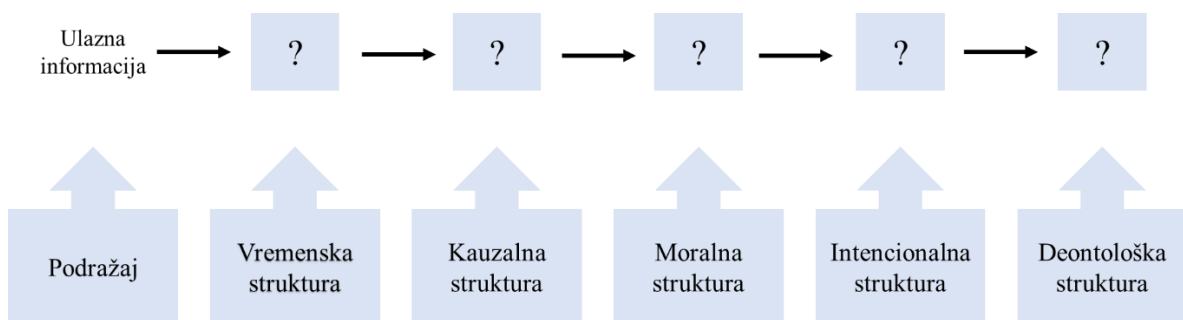 Ulazna
informacija
?
?
?
?
?
Podražaj
Vremenska
struktura
Kauzalna
struktura
Moralna
struktura
Intencionalna
struktura
Deontološka
struktura